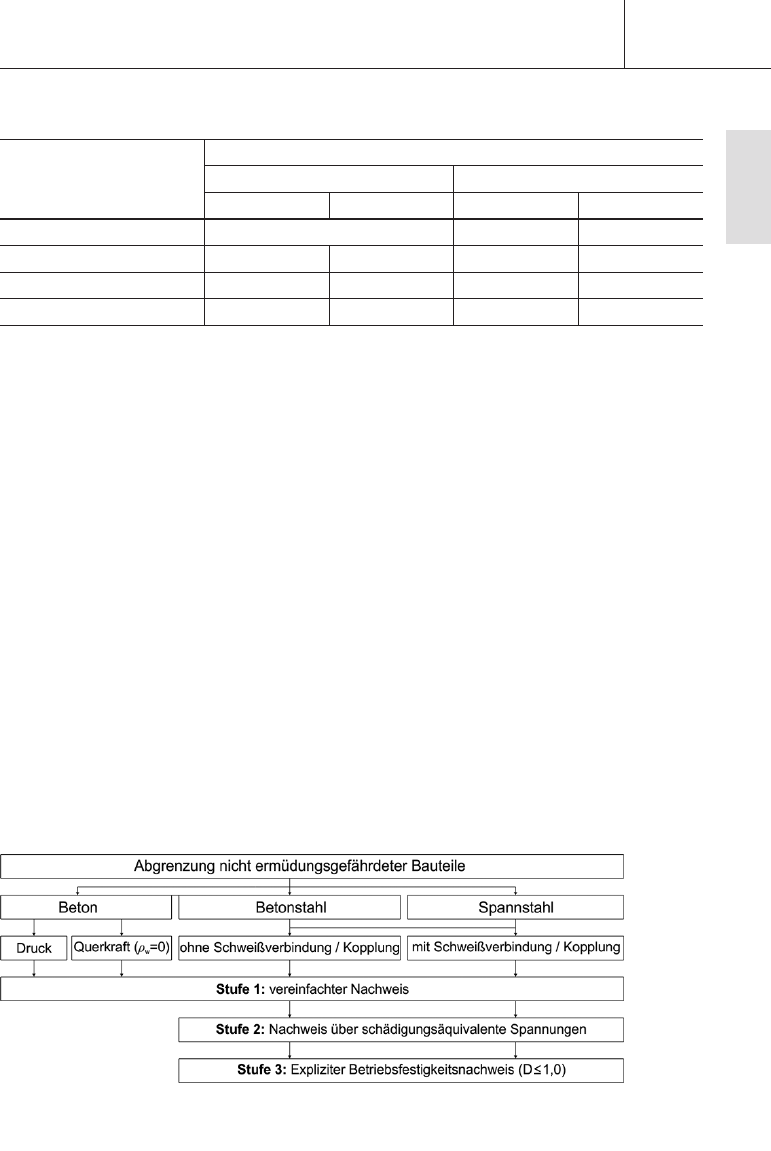 Abgrenzung nicht ermüdungsgefährdeter Bauteile
Beton
Betonstahl
Spannstahl
Druck
Querkraft (ρw=0)
ohne Schweißverbindung / Kopplung
mit Schweißverbindung / Kopplung
Stufe 1: vereinfachter Nachweis
Stufe 2: Nachweis über schädigungsäquivalente Spannungen
Stufe 3: Expliziter Betriebsfestigkeitsnachweis (D≤1,0)